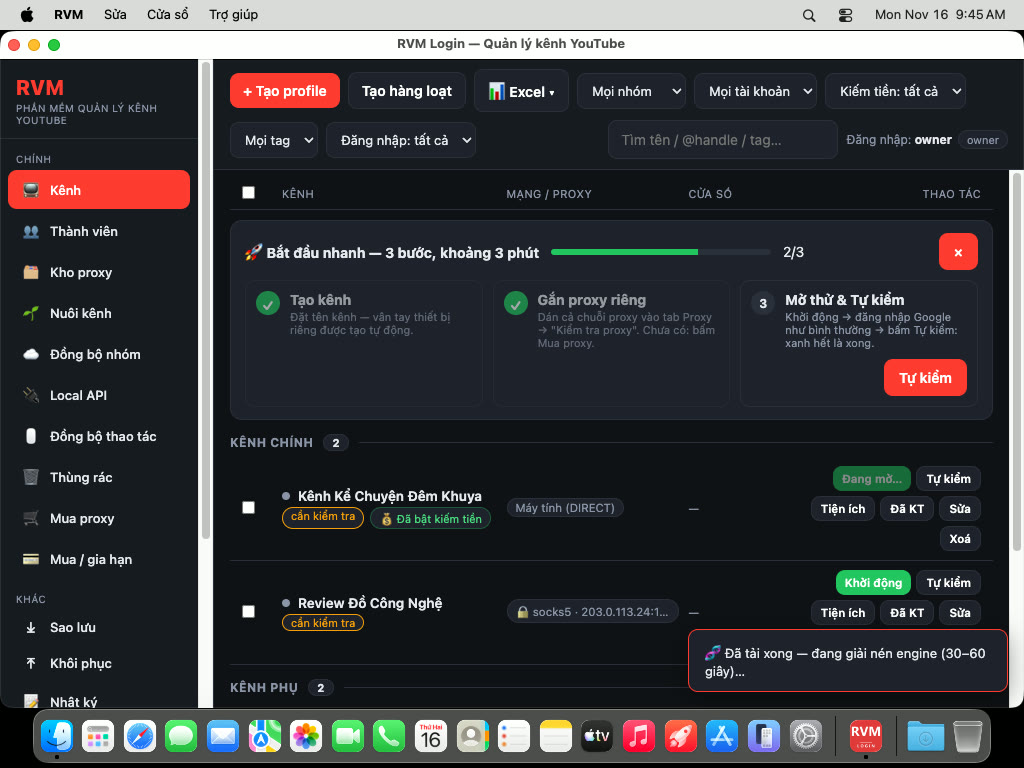 RVM Sửa Cửa sổ Trợ giúp Mon Nov 16 9:45 AM
RVM Login — Quản lý kênh YouTube
RVM
PHẦN MỀM QUẢN LÝ KÊNH
YOUTUBE
CHÍNH
Kênh
Thành viên
Kho proxy
Nuôi kênh
Đồng bộ nhóm
Local API
Đồng bộ thao tác
Thùng rác
Mua proxy
Mua / gia hạn
KHÁC
Sao lưu
Khôi phục
Nhật ký
+ Tạo profile Tạo hàng loạt Excel Mọi nhóm Mọi tài khoản Kiếm tiền: tất cả
Mọi tag Đăng nhập: tất cả Tìm tên / @handle / tag... Đăng nhập: owner owner
KÊNH MẠNG / PROXY CỬA SỔ THAO TÁC
Bắt đầu nhanh — 3 bước, khoảng 3 phút 2/3 ×
Tạo kênh
Đặt tên kênh — vân tay thiết bị
riêng được tạo tự động.
Gắn proxy riêng
Dán cả chuỗi proxy vào tab Proxy
→ "Kiểm tra proxy". Chưa có: bấm
Mua proxy.
3 Mở thử & Tự kiểm
Khởi động → đăng nhập Google
như bình thường → bấm Tự kiểm:
xanh hết là xong.
Tự kiểm
KÊNH CHÍNH 2
Kênh Kể Chuyện Đêm Khuya
cần kiểm tra Đã bật kiếm tiền
Máy tính (DIRECT) —
Đang mở... Tự kiểm
Tiện ích Đã KT Sửa
Xoá
Review Đồ Công Nghệ
cần kiểm tra
socks5 · 203.0.113.24:1... —
Khởi động Tự kiểm
Tiện ích Đã KT Sửa
Đã tải xong — đang giải nén engine (30–60
giây)...
KÊNH PHỤ 2
Thứ Hai
16
tv
RVM
LOGIN